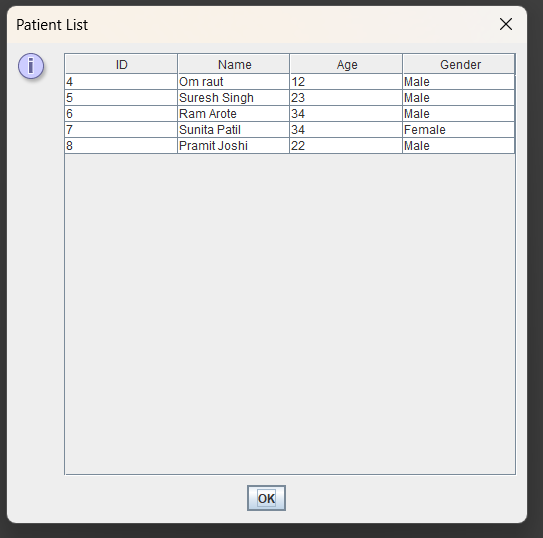 Patient List
ID Name Age Gender
4 Om raut 12 Male
5 Suresh Singh 23 Male
6 Ram Arote 34 Male
7 Sunita Patil 34 Female
8 Pramit Joshi 22 Male
OK